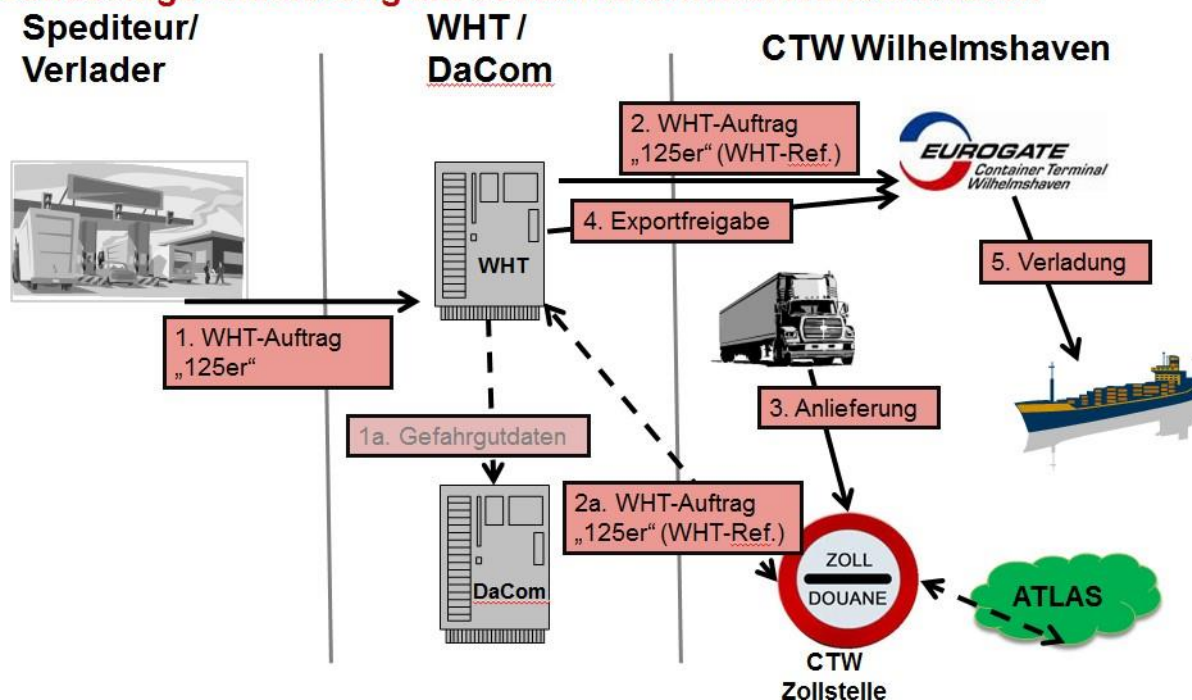 Spediteur/
Verlader
WHT /
DaCom
CTW Wilhelmshaven
2. WHT-Auftrag
„125er“ (WHT-Ref.)
EUROGATE
Container Terminal
Wilhelmshaven
4. Exportfreigabe
WHT
5. Verladung
1. WHT-Auftrag
„125er“
3. Anlieferung
1a. Gefahrgutdaten
2a. WHT-Auftrag
„125er“ (WHT-Ref.)
ZOLL
DOUANE
DaCom
ATLAS
CTW
Zollstelle